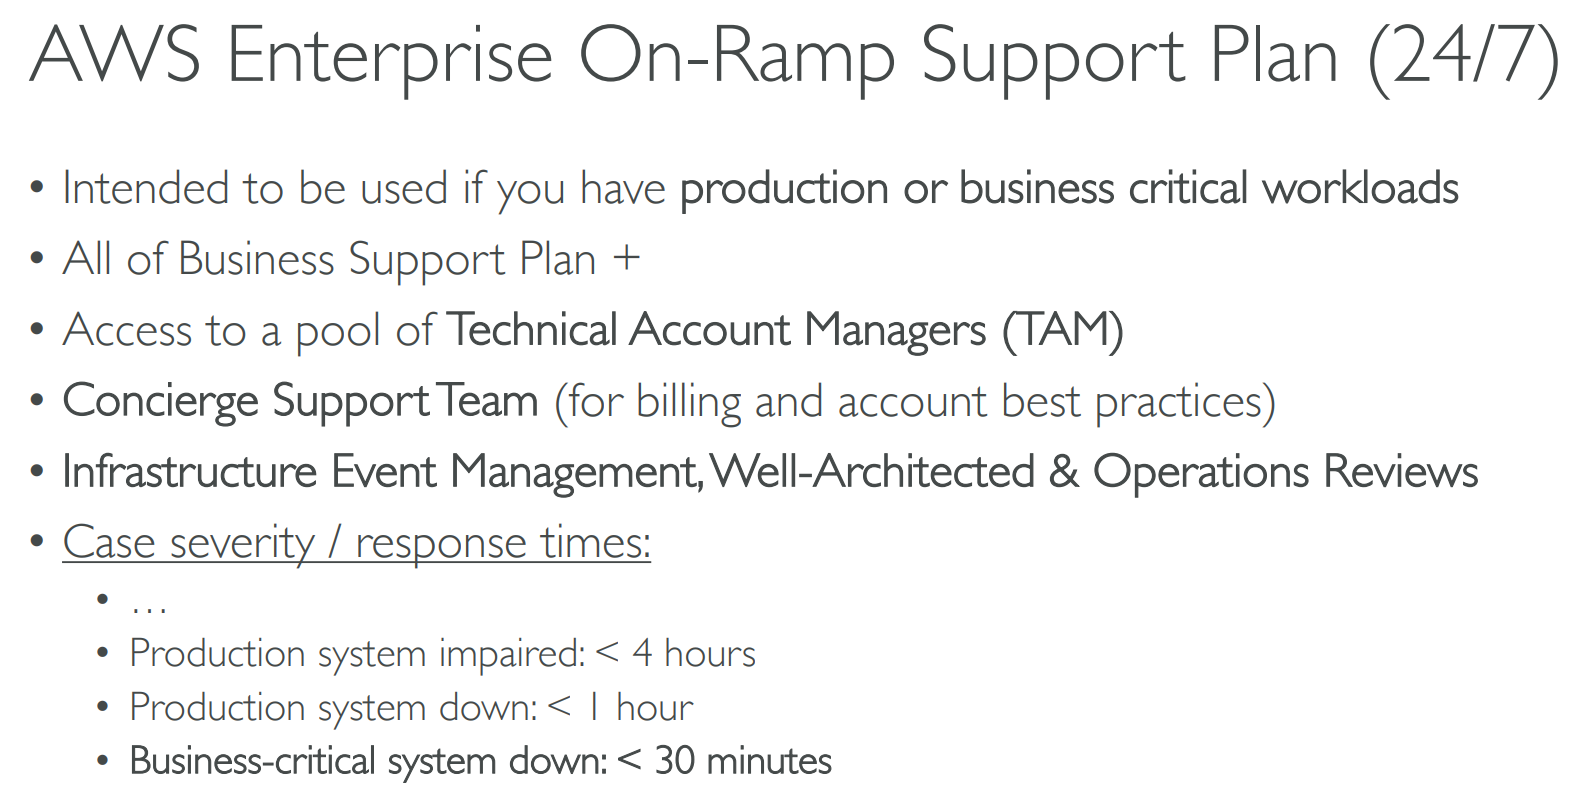 AWS Enterprise On-Ramp Support Plan (24/7)
• Intended to be used if you have production or business critical workloads
• All of Business Support Plan +
• Access to a pool of Technical Account Managers (TAM)
• Concierge Support Team (for billing and account best practices)
• Infrastructure Event Management, Well-Architected & Operations Reviews
• Case severity / response times:
• …
• Production system impaired: < 4 hours
• Production system down: < 1 hour
• Business-critical system down: < 30 minutes